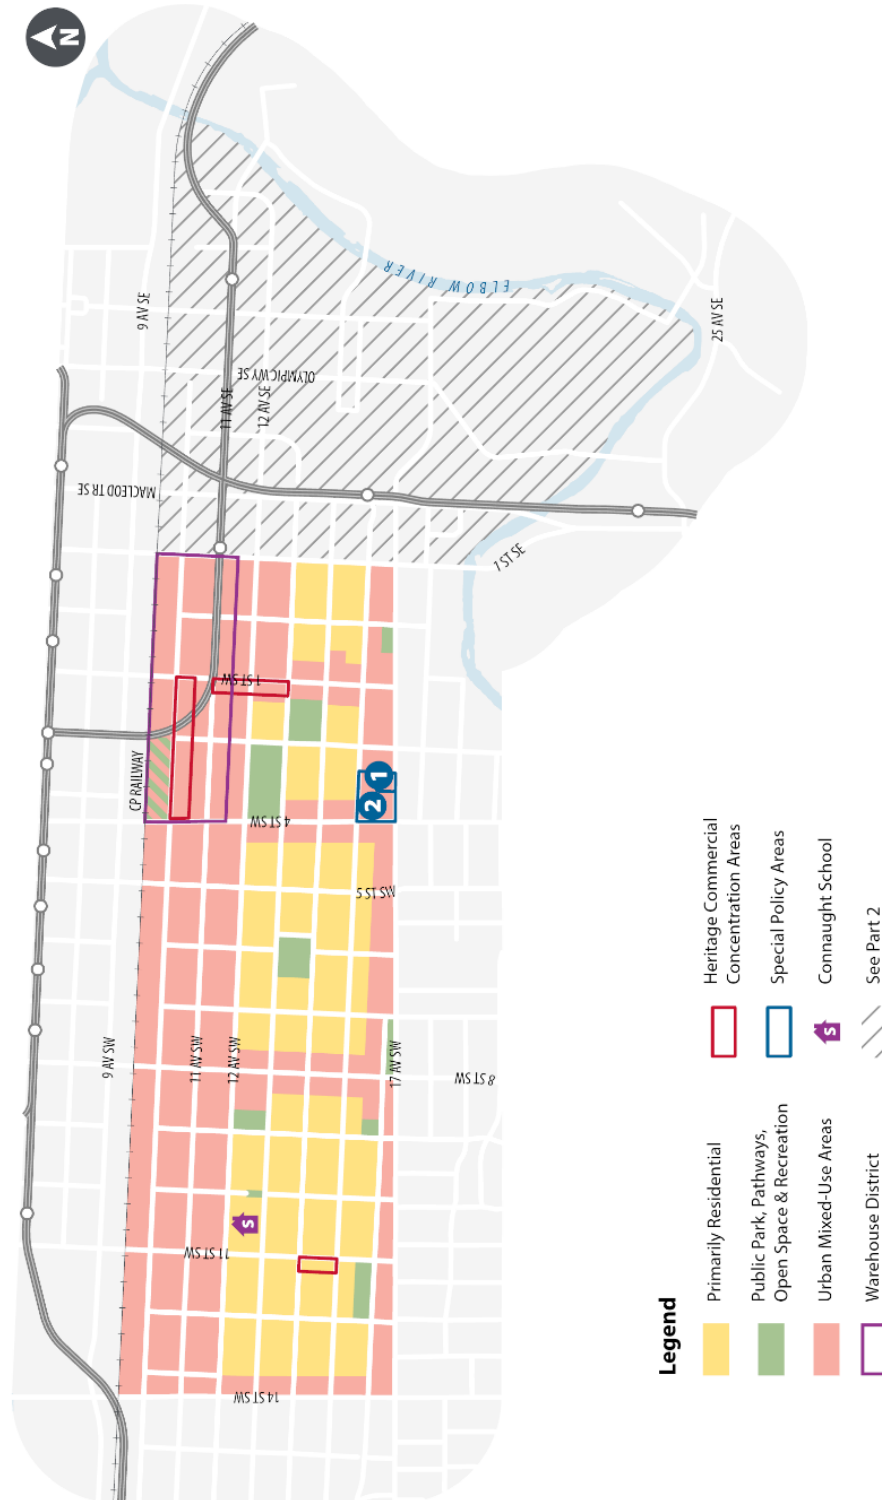 N
9 AV SE
ELBOW RIVER
25 AV SE
OLYMPIC WY SE
11 AV SE
12 AV SE
MACLEOD TR SE
1 ST SE
1 ST SW
CP RAILWAY
4 ST SW
1
2
5 ST SW
9 AV SW
11 AV SW
12 AV SW
17 AV SW
8 ST SW
S
11 ST SW
14 ST SW
Legend
Primarily Residential
Public Park, Pathways,
Open Space & Recreation
Urban Mixed-Use Areas
Warehouse District
Heritage Commercial
Concentration Areas
Special Policy Areas
S
Connaught School
See Part 2